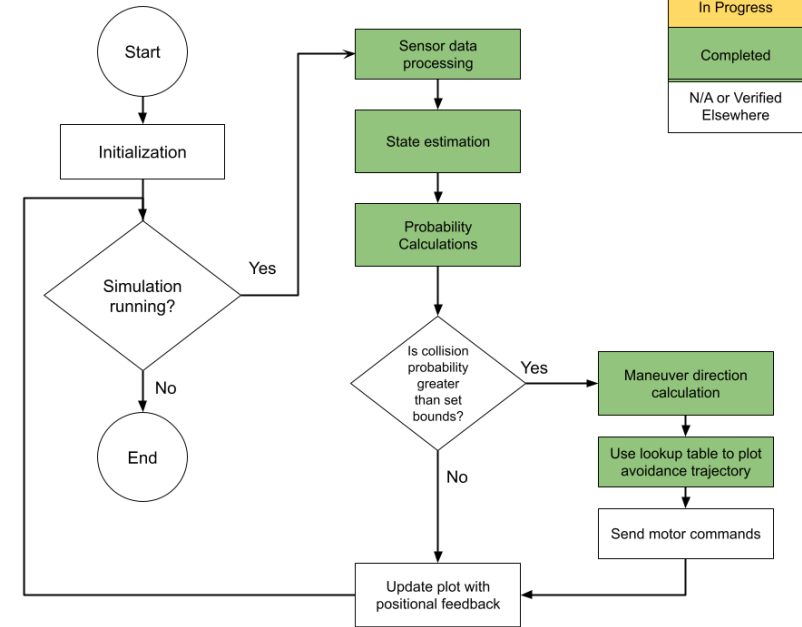 Start
Initialization
Simulation
running?
Yes
No
End
Sensor data
processing
State estimation
Probability
Calculations
Is collision
probability
greater
than set
bounds?
Yes
No
Maneuver direction
calculation
Use lookup table to plot
avoidance trajectory
Send motor commands
Update plot with
positional feedback
In Progress
Completed
N/A or Verified
Elsewhere